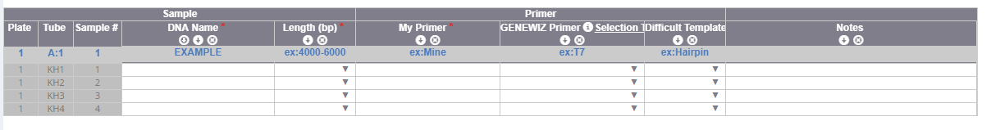 Sample Primer
Plate Tube Sample # DNA Name * Length (bp) * My Primer * GENEWIZ Primer Selection Difficult Template Notes
1 A:1 1 EXAMPLE ex:4000-6000 ex:Mine ex:T7 ex:Hairpin
1 KH1 1
1 KH2 2
1 KH3 3
1 KH4 4